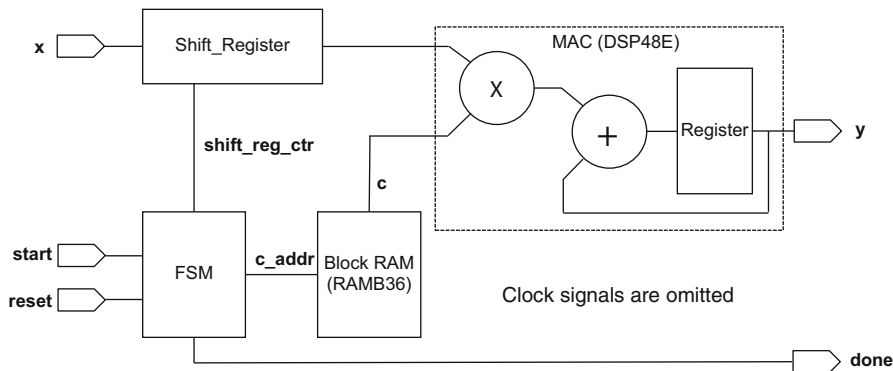 x
Shift_Register
MAC (DSP48E)
X
+
Register
y
shift_reg_ctr
c
start
reset
FSM
c_addr
Block RAM
(RAMB36)
Clock signals are omitted
done